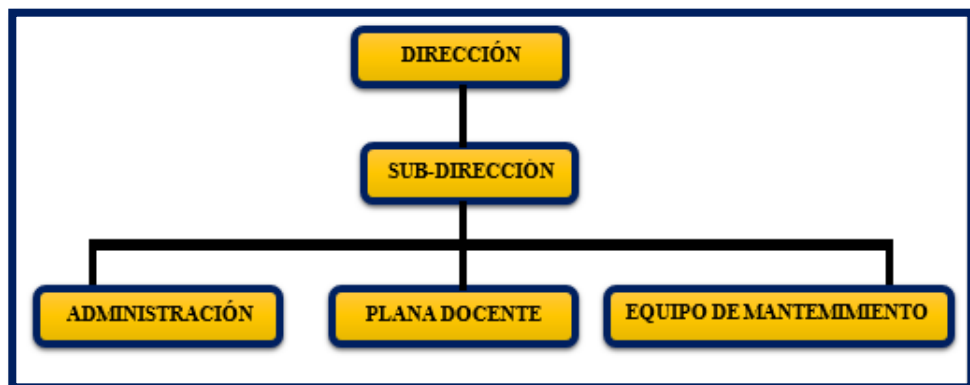 DIRECCIÓN
SUB-DIRECCIÓN
ADMINISTRACIÓN
PLANA DOCENTE
EQUIPO DE MANTEMIMIENTO